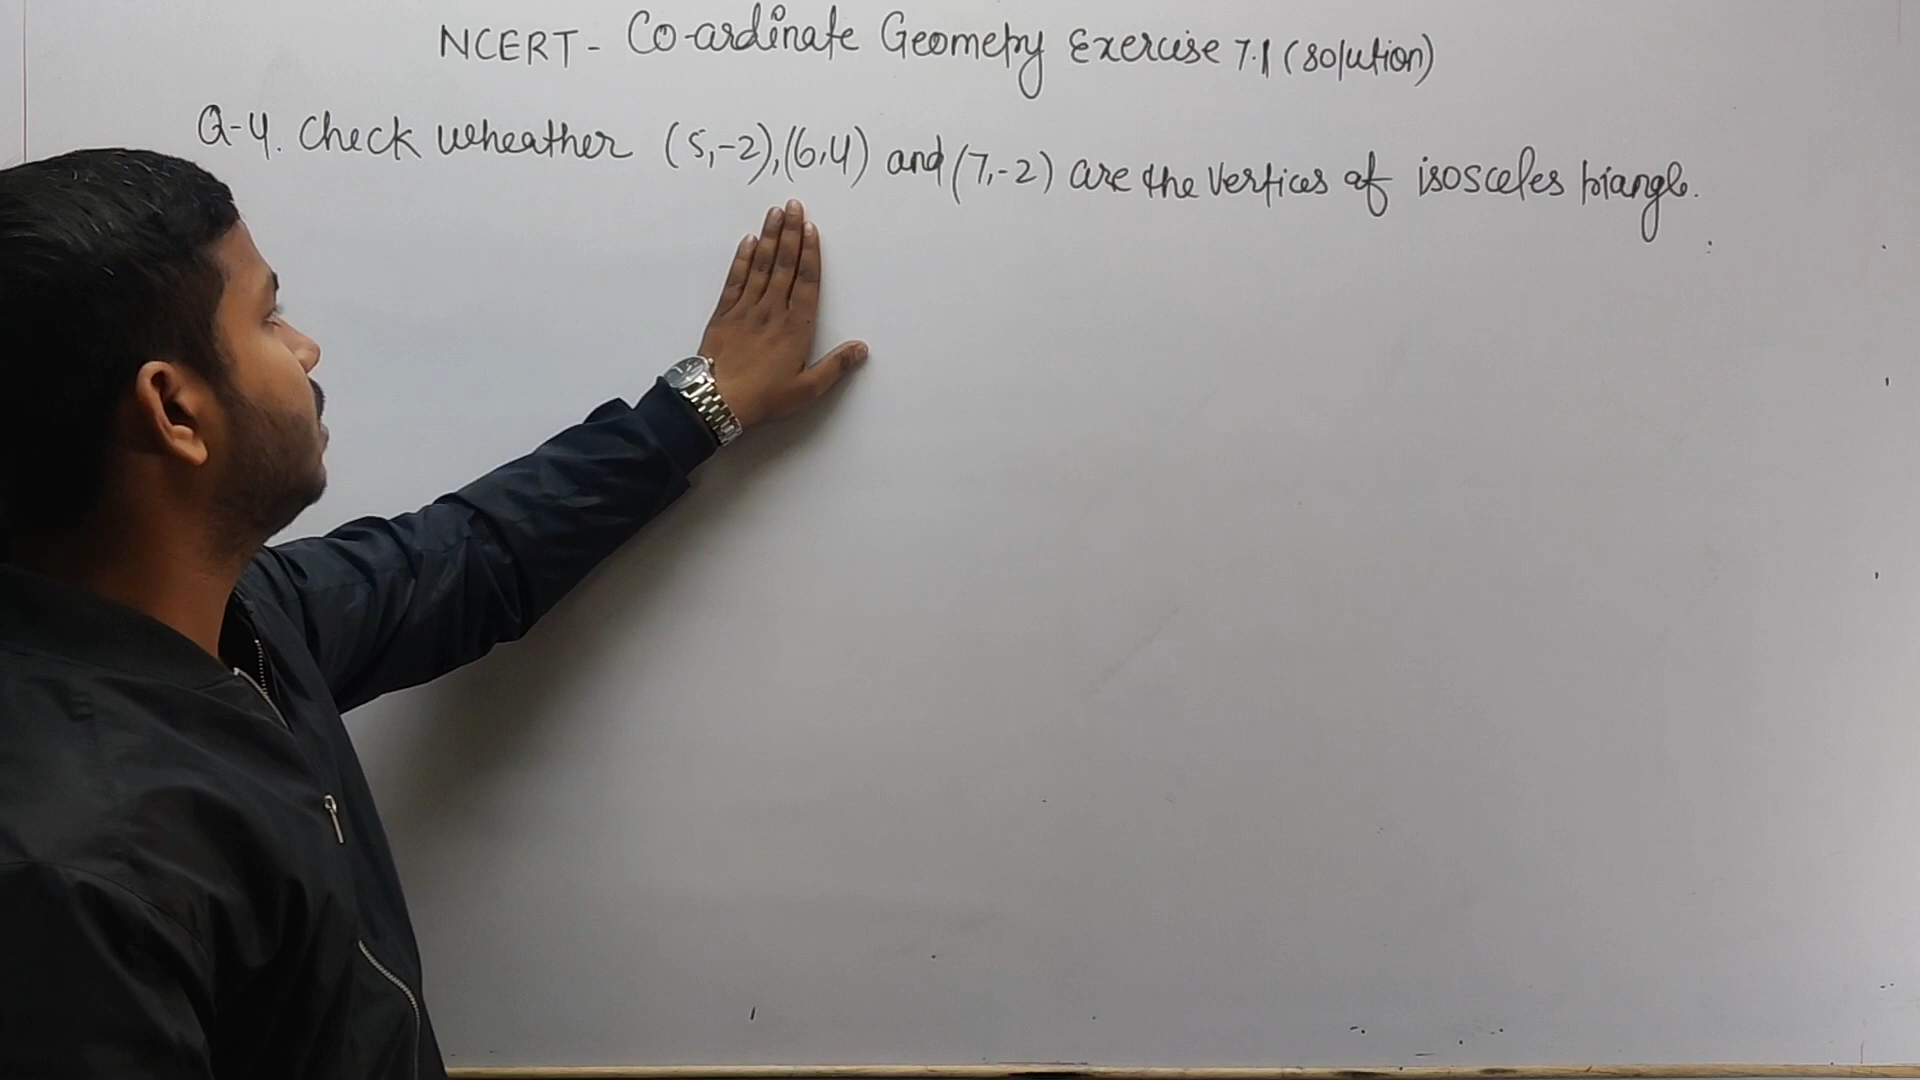 NCERT - Co-ordinate Geometry Exercise 7.1 (solution)
Q-4. Check wheather (5,-2), (6,4) and (7,-2) are the vertices of isosceles triangle.